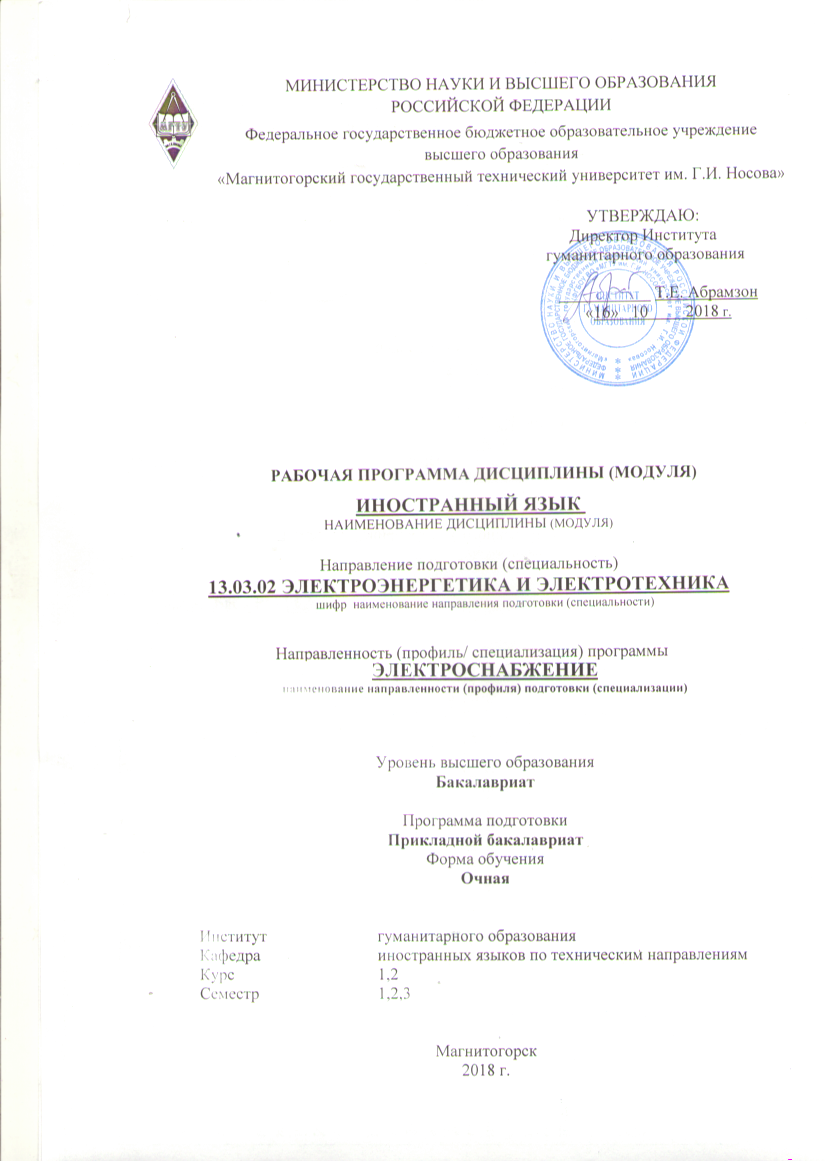 МИНИСТЕРСТВО НАУКИ И ВЫСШЕГО ОБРАЗОВАНИЯ
РОССИЙСКОЙ ФЕДЕРАЦИИ
Федеральное государственное бюджетное образовательное учреждение
высшего образования
«Магнитогорский государственный технический университет им. Г.И. Носова»
УТВЕРЖДАЮ:
Директор Института
гуманитарного образования
Т.Е. Абрамзон
«16» 10 2018 г.
РАБОЧАЯ ПРОГРАММА ДИСЦИПЛИНЫ (МОДУЛЯ)
ИНОСТРАННЫЙ ЯЗЫК
НАИМЕНОВАНИЕ ДИСЦИПЛИНЫ (МОДУЛЯ)
Направление подготовки (специальность)
13.03.02 ЭЛЕКТРОЭНЕРГЕТИКА И ЭЛЕКТРОТЕХНИКА
шифр наименование направления подготовки (специальности)
Направленность (профиль/ специализация) программы
ЭЛЕКТРОСНАБЖЕНИЕ
наименование направленности (профиля) подготовки (специализации)
Уровень высшего образования
Бакалавриат
Программа подготовки
Прикладной бакалавриат
Форма обучения
Очная
Институт гуманитарного образования
Кафедра иностранных языков по техническим направлениям
Курс 1,2
Семестр 1,2,3
Магнитогорск
2018 г.